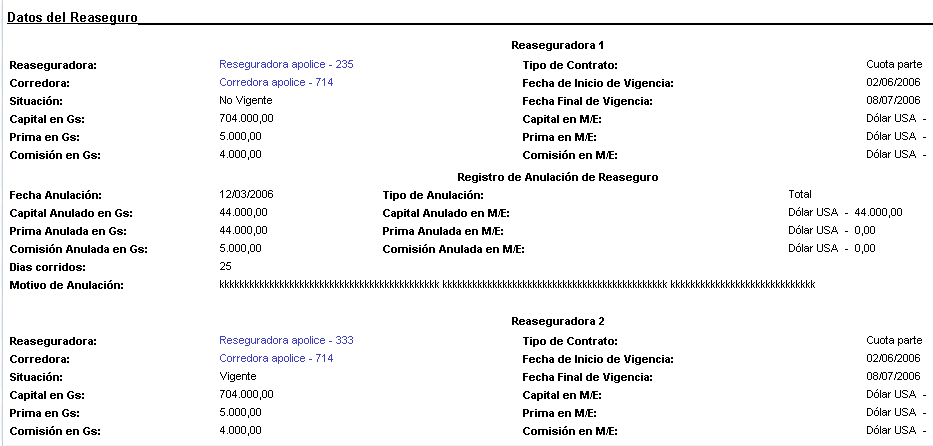 Datos del Reaseguro
Reaseguradora 1
Reaseguradora: Reseguradora apolice - 235 Tipo de Contrato: Cuota parte
Corredora: Corredora apolice - 714 Fecha de Inicio de Vigencia: 02/06/2006
Situación: No Vigente Fecha Final de Vigencia: 08/07/2006
Capital en Gs: 704.000,00 Capital en M/E: Dólar USA -
Prima en Gs: 5.000,00 Prima en M/E: Dólar USA -
Comisión en Gs: 4.000,00 Comisión en M/E: Dólar USA -
Registro de Anulación de Reaseguro
Fecha Anulación: 12/03/2006 Tipo de Anulación: Total
Capital Anulado en Gs: 44.000,00 Capital Anulado en M/E: Dólar USA - 44.000,00
Prima Anulada en Gs: 44.000,00 Prima Anulada en M/E: Dólar USA - 0,00
Comisión Anulada en Gs: 5.000,00 Comisión Anulada en M/E: Dólar USA - 0,00
Dias corridos: 25
Motivo de Anulación: kkkkkkkkkkkkkkkkkkkkkkkkkkkkkkkkkkkkkkkkkkkk kkkkkkkkkkkkkkkkkkkkkkkkkkkkkkkkkkkkkkkkkkkkk kkkkkkkkkkkkkkkkkkkkkkkkkkkkk
Reaseguradora 2
Reaseguradora: Reseguradora apolice - 333 Tipo de Contrato: Cuota parte
Corredora: Corredora apolice - 714 Fecha de Inicio de Vigencia: 02/06/2006
Situación: Vigente Fecha Final de Vigencia: 08/07/2006
Capital en Gs: 704.000,00 Capital en M/E: Dólar USA -
Prima en Gs: 5.000,00 Prima en M/E: Dólar USA -
Comisión en Gs: 4.000,00 Comisión en M/E: Dólar USA -